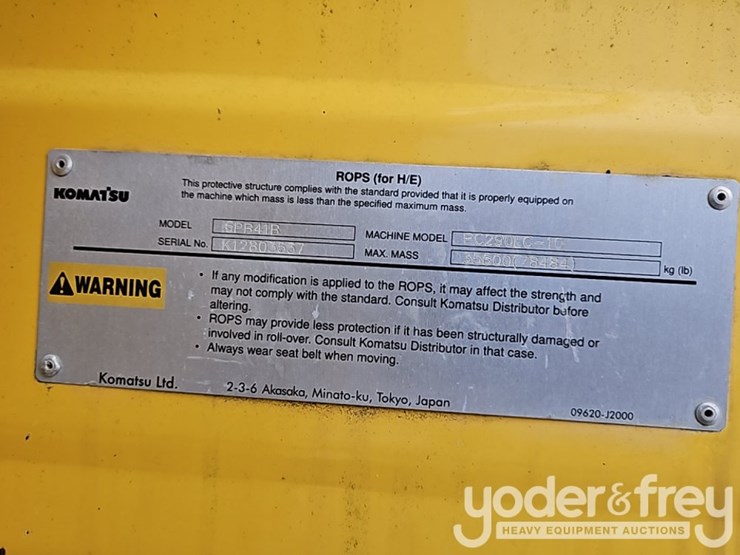 ROPS (for H/E)
KOMATSU
This protective structure complies with the standard provided that it is properly equipped on
the machine which mass is less than the specified maximum mass.
MODEL GPR41R MACHINE MODEL
SERIAL No. MAX. MASS kg (lb)
WARNING
• If any modification is applied to the ROPS, it may affect the strength and
may not comply with the standard. Consult Komatsu Distributor before
altering.
• ROPS may provide less protection if it has been structurally damaged or
involved in roll-over. Consult Komatsu Distributor in that case.
• Always wear seat belt when moving.
Komatsu Ltd. 2-3-6 Akasaka, Minato-ku, Tokyo, Japan
09620-J2000
yoder&frey
HEAVY EQUIPMENT AUCTIONS